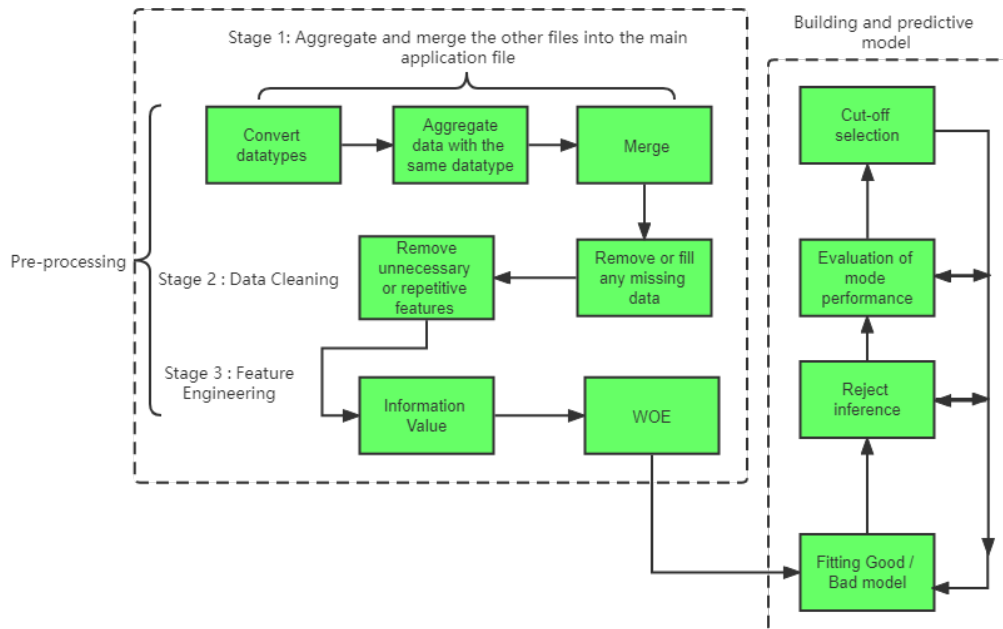 Stage 1: Aggregate and merge the other files into the main
application file
Convert
datatypes
Aggregate
data with the
same datatype
Merge
Pre-processing
Stage 2 : Data Cleaning
Remove
unnecessary
or repetitive
features
Remove or fill
any missing
data
Stage 3 : Feature
Engineering
Information
Value
WOE
Building and predictive
model
Cut-off
selection
Evaluation of
mode
performance
Reject
inference
Fitting Good /
Bad model